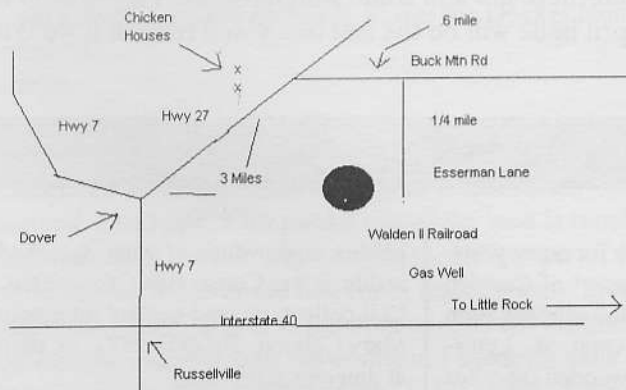 Chicken
Houses
.6 mile
Buck Mtn Rd
Hwy 7
Hwy 27
1/4 mile
3 Miles
Esserman Lane
Dover
Walden II Railroad
Hwy 7
Gas Well
To Little Rock
Interstate 40
Russellville